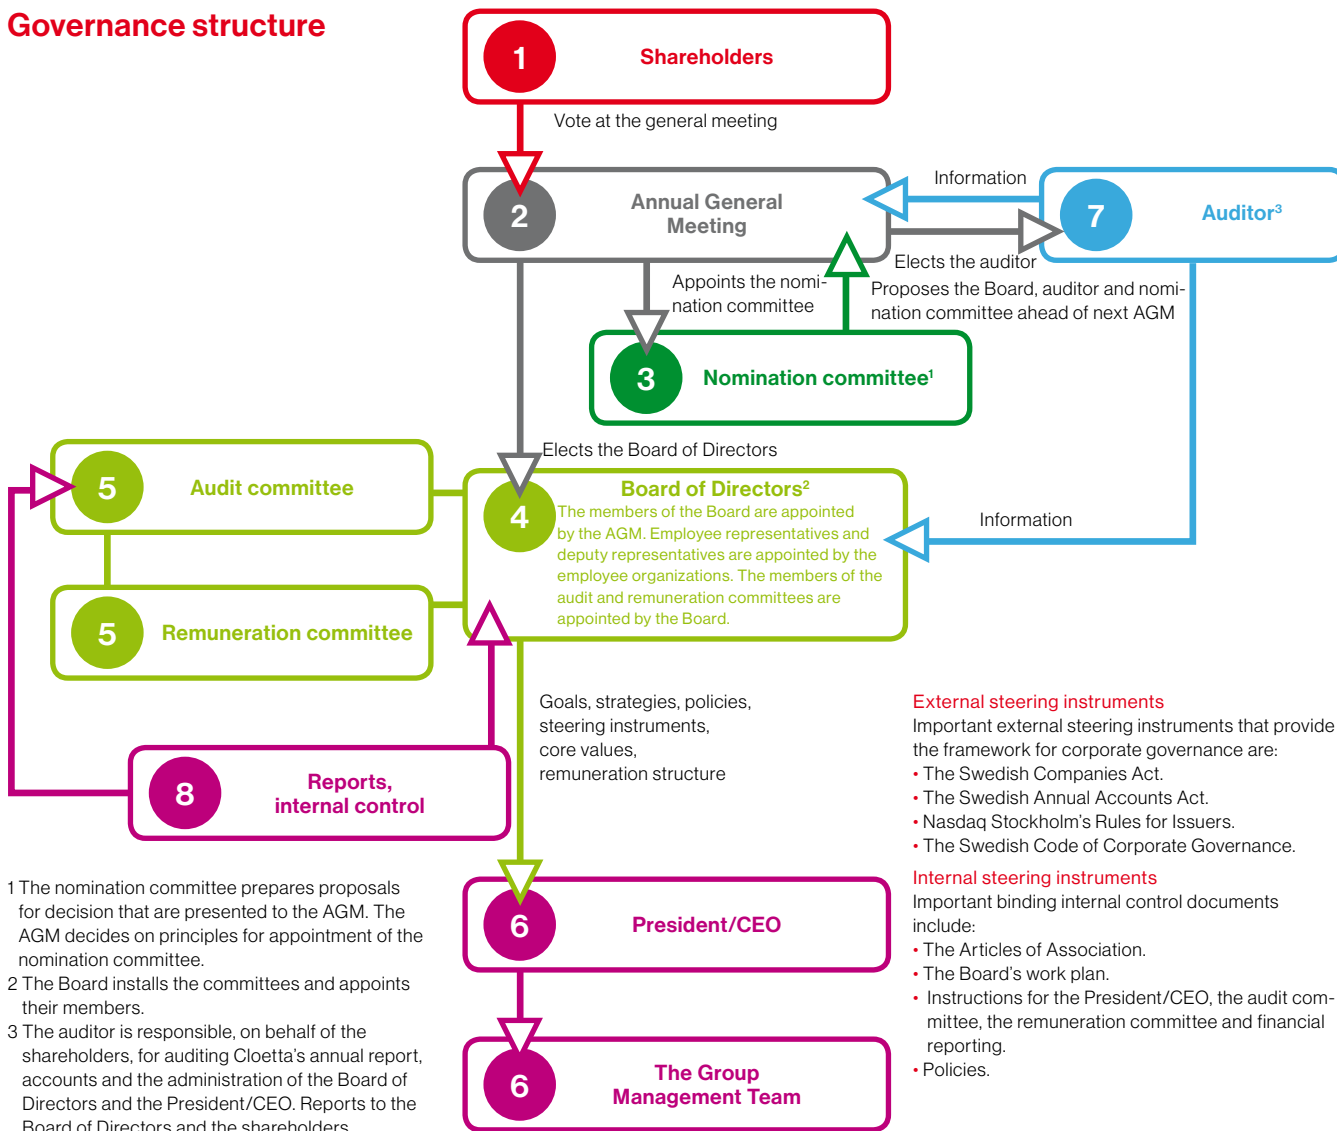 Governance structure
1
Shareholders
Vote at the general meeting
2
Annual General
Meeting
Information
7
Auditor³
Elects the auditor
Appoints the nomi-
nation committee
Proposes the Board, auditor and nomi-
nation committee ahead of next AGM
3
Nomination committee¹
Elects the Board of Directors
5
Audit committee
4
Board of Directors²
The members of the Board are appointed
by the AGM. Employee representatives and
deputy representatives are appointed by the
employee organizations. The members of the
audit and remuneration committees are
appointed by the Board.
Information
5
Remuneration committee
Goals, strategies, policies,
steering instruments,
core values,
remuneration structure
8
Reports,
internal control
6
President/CEO
6
The Group
Management Team
External steering instruments
Important external steering instruments that provide
the framework for corporate governance are:
• The Swedish Companies Act.
• The Swedish Annual Accounts Act.
• Nasdaq Stockholm's Rules for Issuers.
• The Swedish Code of Corporate Governance.
Internal steering instruments
Important binding internal control documents
include:
• The Articles of Association.
• The Board's work plan.
• Instructions for the President/CEO, the audit com-
mittee, the remuneration committee and financial
reporting.
• Policies.
1 The nomination committee prepares proposals
for decision that are presented to the AGM. The
AGM decides on principles for appointment of the
nomination committee.
2 The Board installs the committees and appoints
their members.
3 The auditor is responsible, on behalf of the
shareholders, for auditing Cloetta's annual report,
accounts and the administration of the Board of
Directors and the President/CEO. Reports to the
Board of Directors and the shareholders